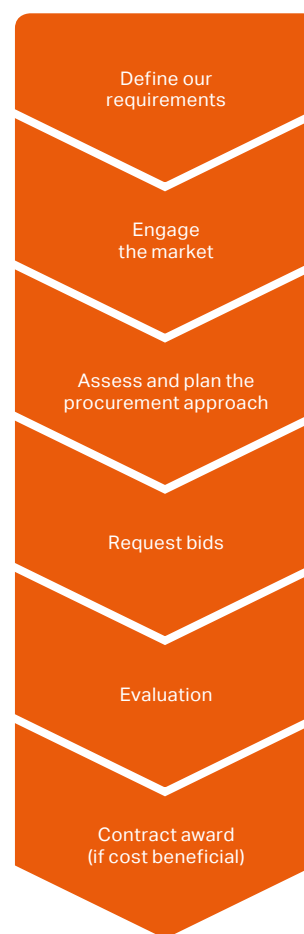 Define our
requirements
Engage
the market
Assess and plan the
procurement approach
Request bids
Evaluation
Contract award
(if cost beneficial)